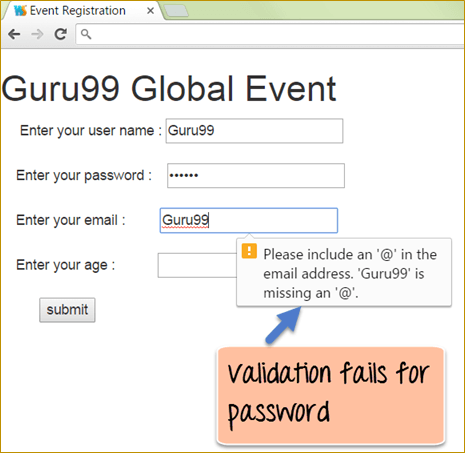 Event Registration
Guru99 Global Event
Enter your user name : Guru99
Enter your password : ••••••
Enter your email : Guru99
Please include an '@' in the
email address. 'Guru99' is
missing an '@'.
Enter your age :
submit
Validation fails for
password